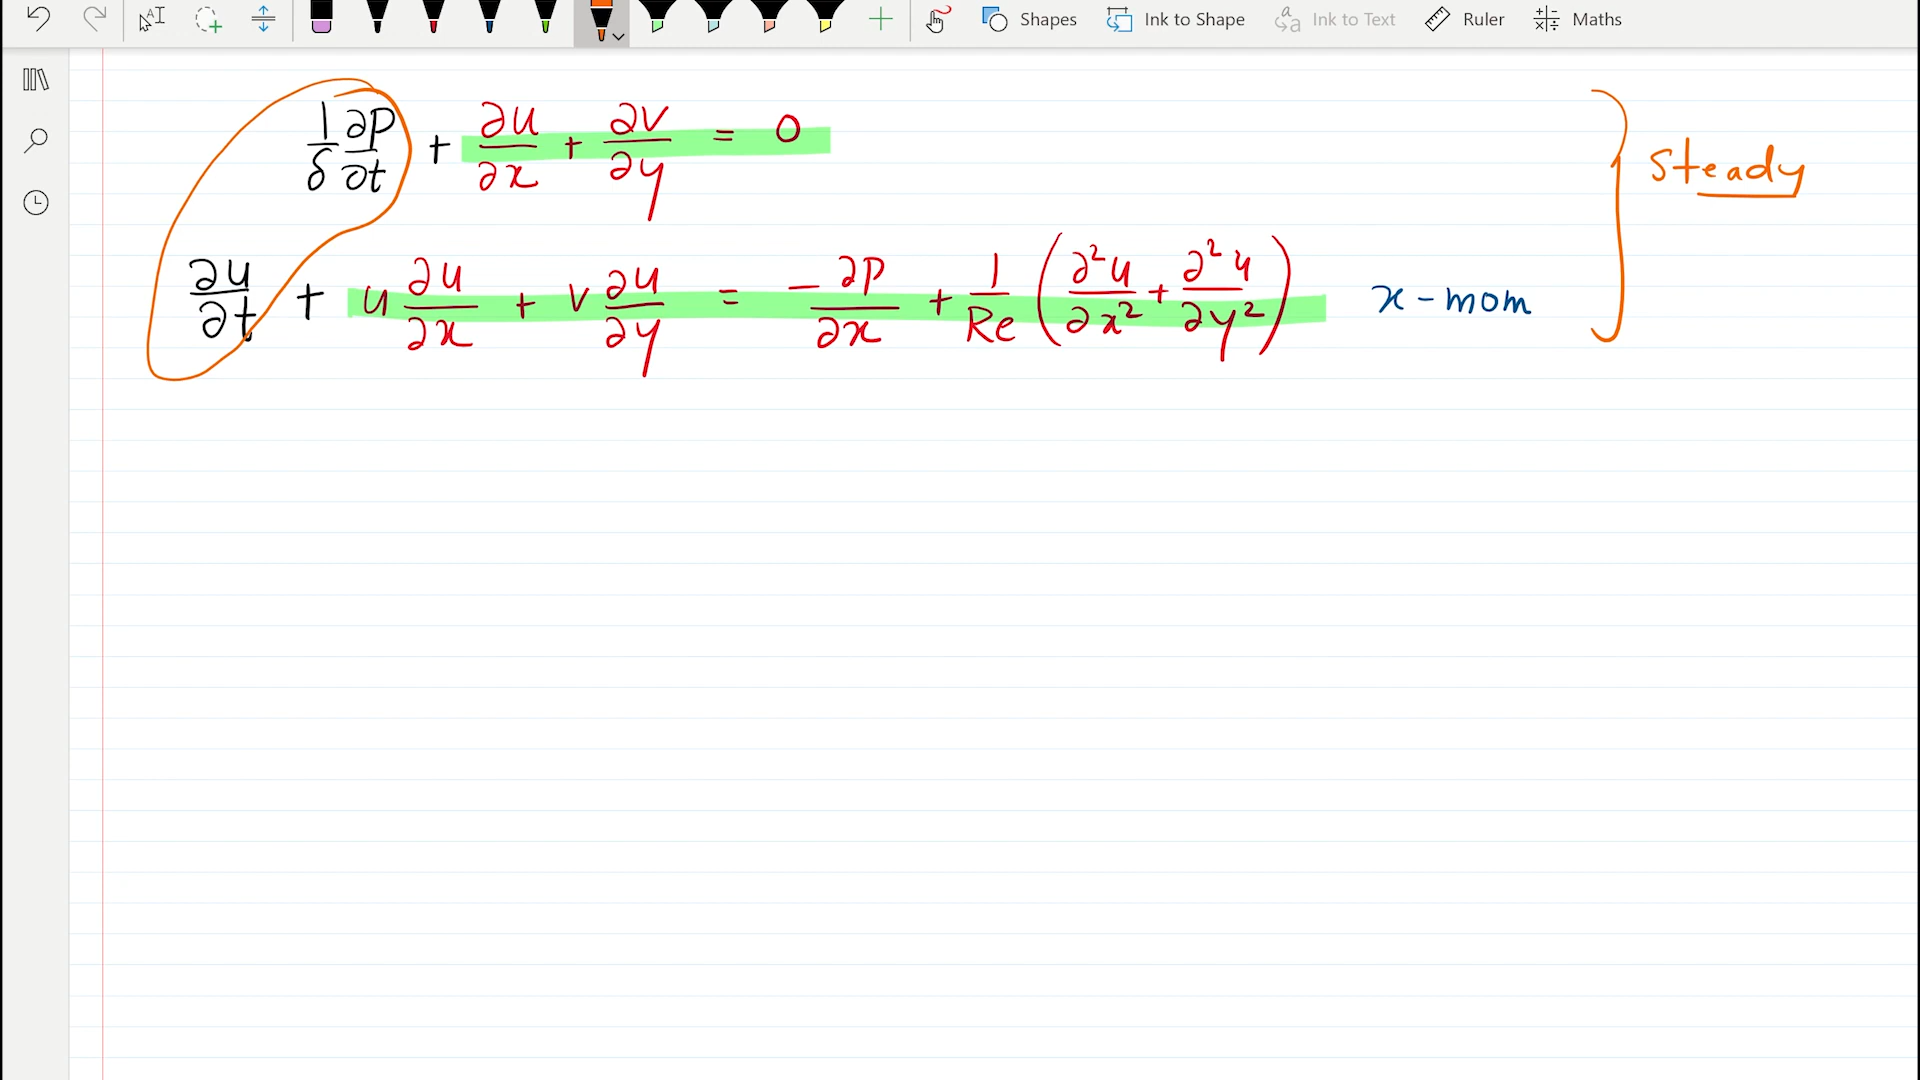 Shapes Ink to Shape Ink to Text Ruler Maths
1/δ ∂P/∂t + ∂u/∂x + ∂v/∂y = 0
steady
∂u/∂t + u ∂u/∂x + v ∂u/∂y = -∂P/∂x + 1/Re (∂²u/∂x² + ∂²u/∂y²) x-mom